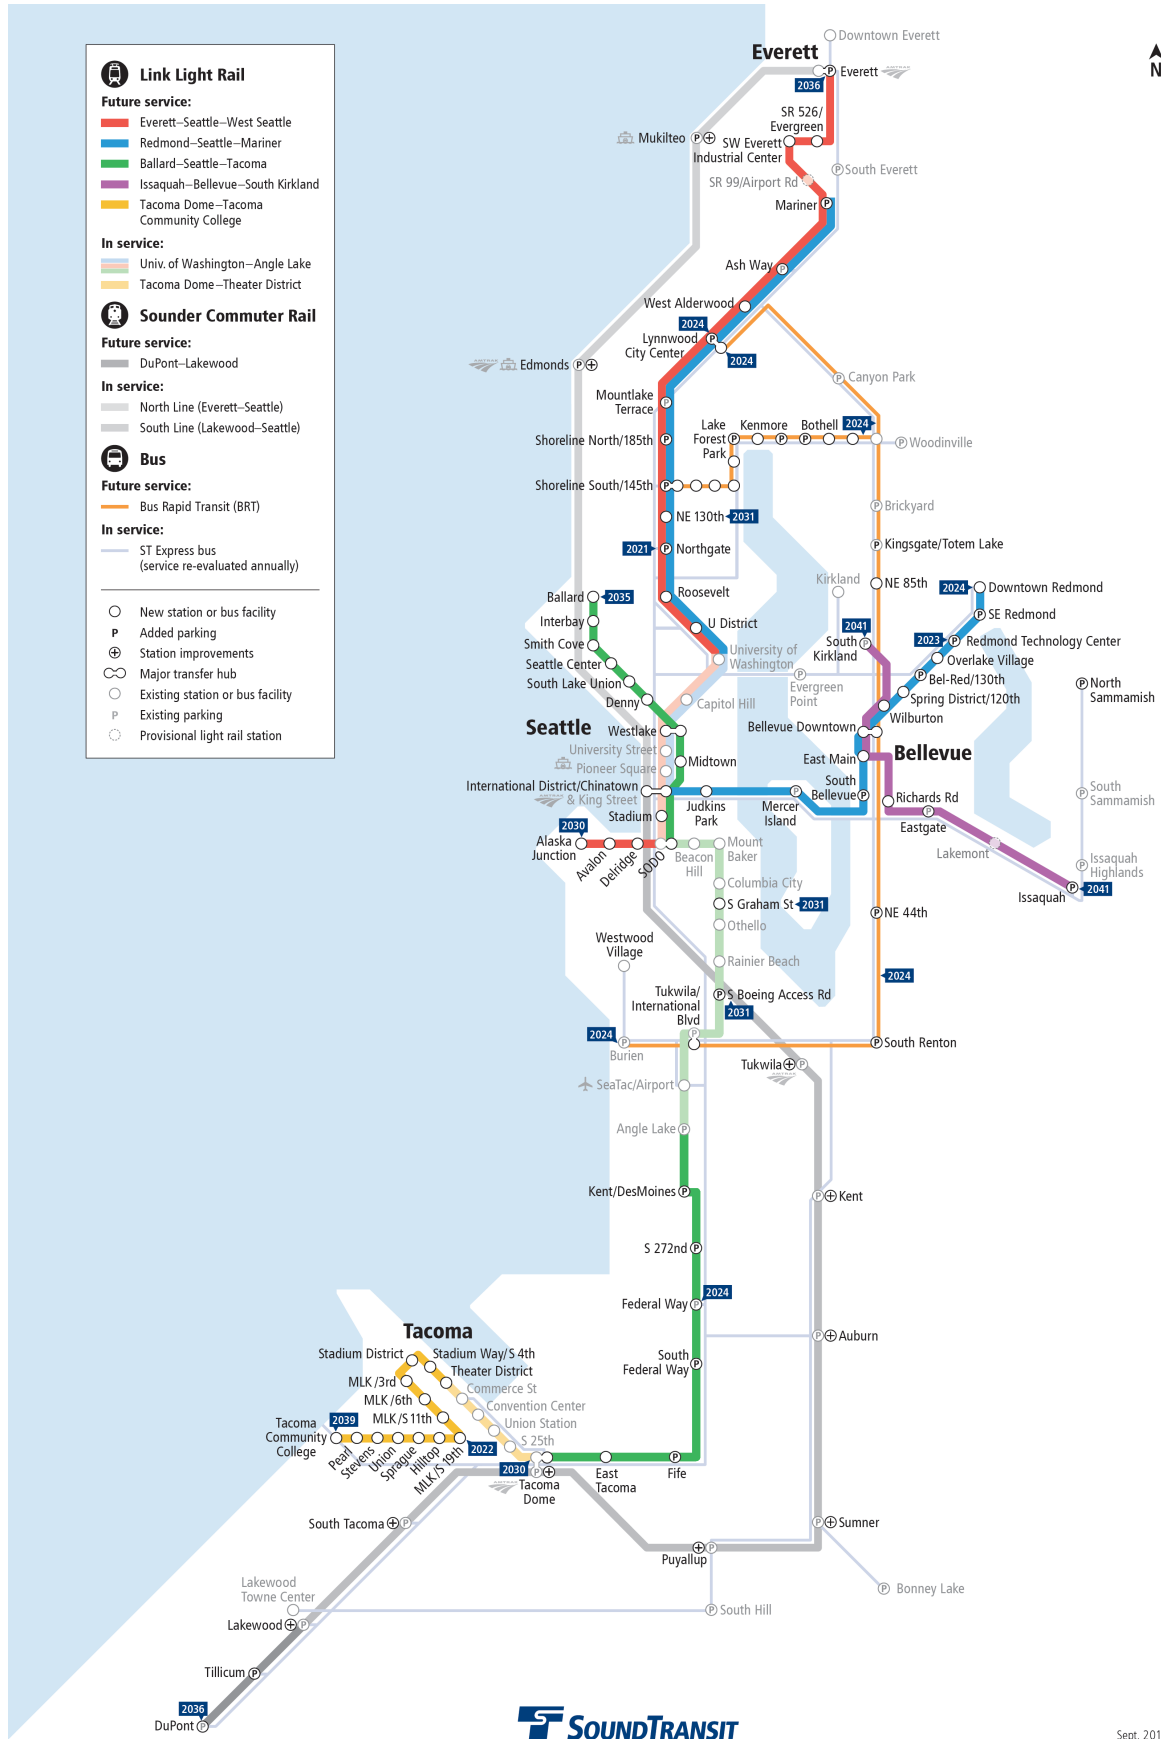 Link Light Rail
Future service:
Everett–Seattle–West Seattle
Redmond–Seattle–Mariner
Ballard–Seattle–Tacoma
Issaquah–Bellevue–South Kirkland
Tacoma Dome–Tacoma
Community College
In service:
Univ. of Washington–Angle Lake
Tacoma Dome–Theater District
Sounder Commuter Rail
Future service:
DuPont–Lakewood
In service:
North Line (Everett–Seattle)
South Line (Lakewood–Seattle)
Bus
Future service:
Bus Rapid Transit (BRT)
In service:
ST Express bus
(service re-evaluated annually)
New station or bus facility
P Added parking
Station improvements
Major transfer hub
Existing station or bus facility
P Existing parking
Provisional light rail station
N
Downtown Everett
Everett
P Everett AMTRAK
2036
SR 526/
Evergreen
P Mukilteo
SW Everett
Industrial Center
P South Everett
SR 99/Airport Rd
Mariner P
Ash Way P
West Alderwood
2024
Lynnwood
City Center
P
2024
AMTRAK Edmonds P
P Canyon Park
Mountlake
Terrace
P
Lake
Forest
Park
P
Kenmore
P
Bothell
P
2024
P Woodinville
Shoreline North/185th P
Shoreline South/145th P
P Brickyard
NE 130th 2031
2021 P Northgate
P Kingsgate/Totem Lake
Kirkland
NE 85th
2024 Downtown Redmond
Ballard 2035
Roosevelt
P SE Redmond
Interbay
U District
2041
South
Kirkland
P
2023 P Redmond Technology Center
Smith Cove
University of
Washington
Overlake Village
Seattle Center
P Bel-Red/130th
South Lake Union
P
Evergreen
Point
Spring District/120th
P North
Sammamish
Denny
Capitol Hill
Wilburton
Seattle
Westlake
Bellevue Downtown
University Street
Pioneer Square
Midtown
East Main
Bellevue
International District/Chinatown
AMTRAK & King Street
Judkins
Park
P
Mercer
Island
South
Bellevue
P
P South
Sammamish
Stadium
Richards Rd
P
Eastgate
2030
Alaska
Junction
Avalon
Delridge
SODO
Beacon
Hill
Mount
Baker
Lakemont
P Issaquah
Highlands
Columbia City
Issaquah P 2041
S Graham St 2031
P NE 44th
Othello
Westwood
Village
Rainier Beach
2024
Tukwila/
International
Blvd
P
P S Boeing Access Rd
2031
2024
P
Burien
P South Renton
Tukwila P
AMTRAK
SeaTac/Airport
Angle Lake P
Kent/DesMoines P
P Kent
S 272nd P
2024
Federal Way P
P Auburn
South
Federal Way P
Tacoma
Stadium District
Stadium Way/S 4th
Theater District
MLK/3rd
Commerce St
MLK/6th
Convention Center
MLK/S 11th
Union Station
2039
Tacoma
Community
College
S 25th
Pearl
Stevens
Union
Sprague
Hilltop
MLK/S 19th
2022
2030
P
AMTRAK Tacoma
Dome
East
Tacoma
P
Fife
South Tacoma P
P Sumner
Puyallup P
P Bonney Lake
Lakewood
Towne Center
P South Hill
Lakewood P
Tillicum P
2036
DuPont P
SOUNDTRANSIT
Sept. 201